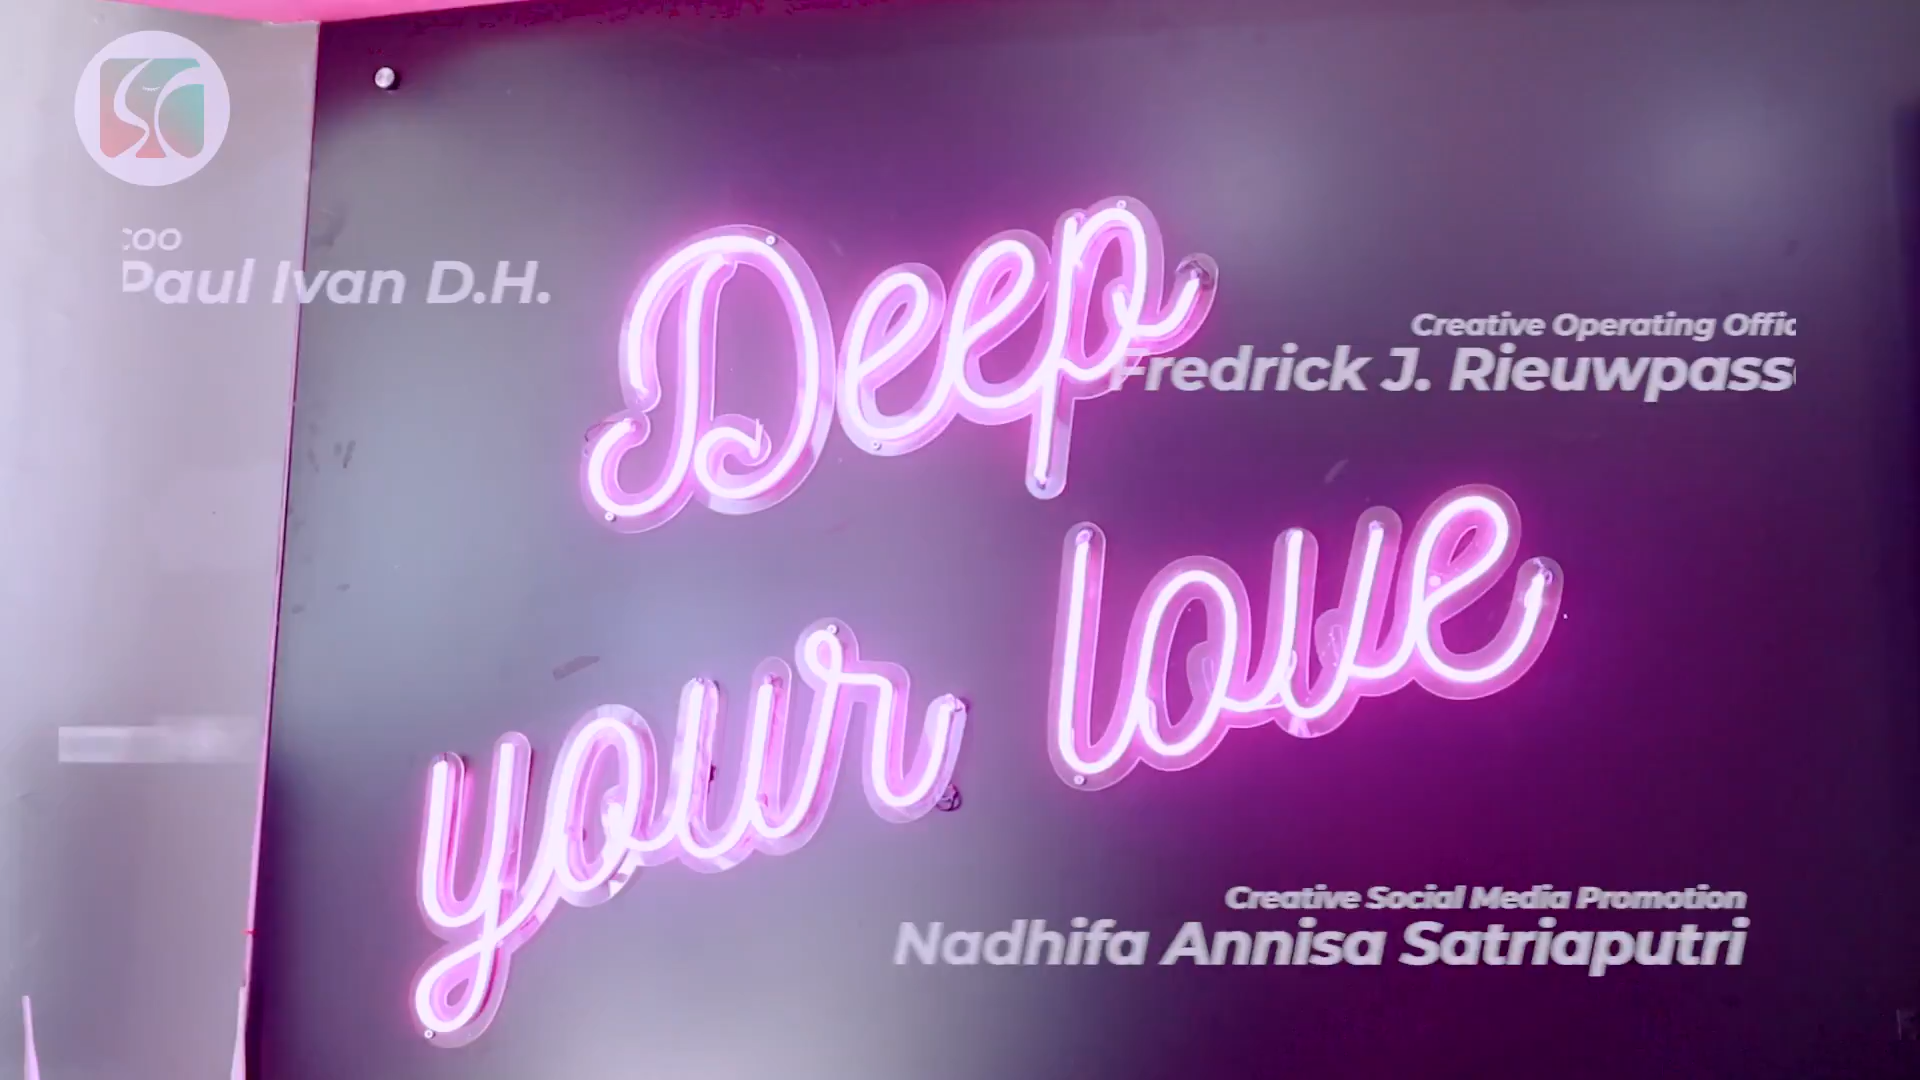 COO
Paul Ivan D.H.
Deep
Creative Operating Offic
Fredrick J. Rieuwpass
your love
Creative Social Media Promotion
Nadhifa Annisa Satriaputri